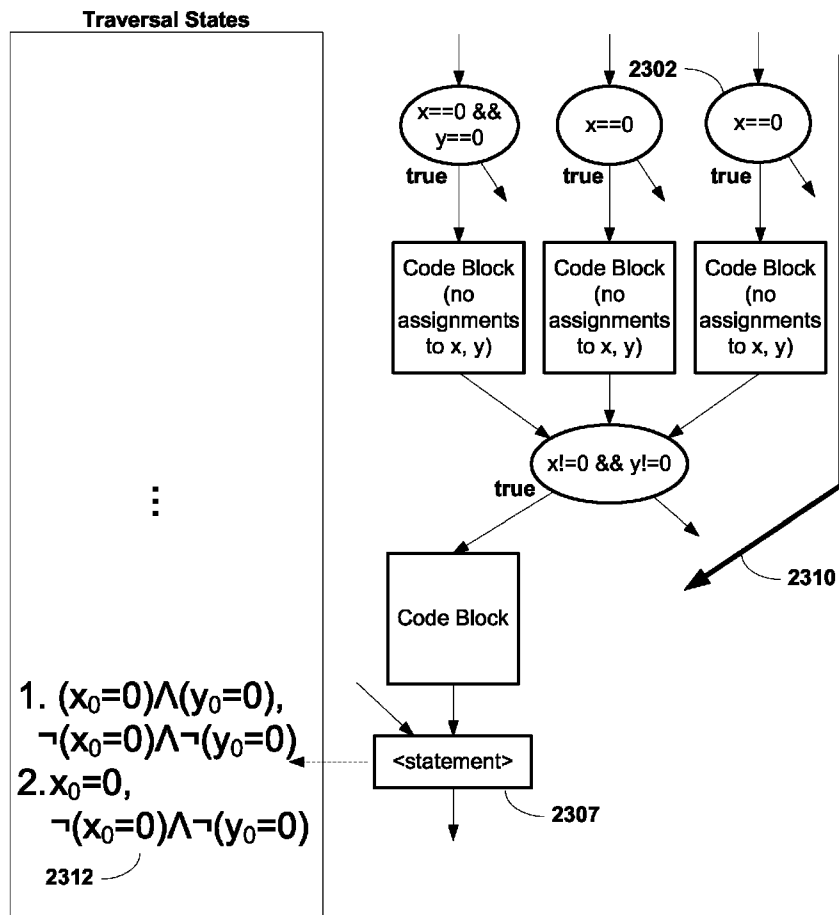 Traversal States
2302
x==0 &&
y==0
x==0
x==0
true
true
true
Code Block
(no
assignments
to x, y)
Code Block
(no
assignments
to x, y)
Code Block
(no
assignments
to x, y)
x!=0 && y!=0
true
⋮
2310
Code Block
1. (x₀=0)Λ(y₀=0),
¬(x₀=0)Λ¬(y₀=0)
<statement>
2. x₀=0,
¬(x₀=0)Λ¬(y₀=0)
2307
2312